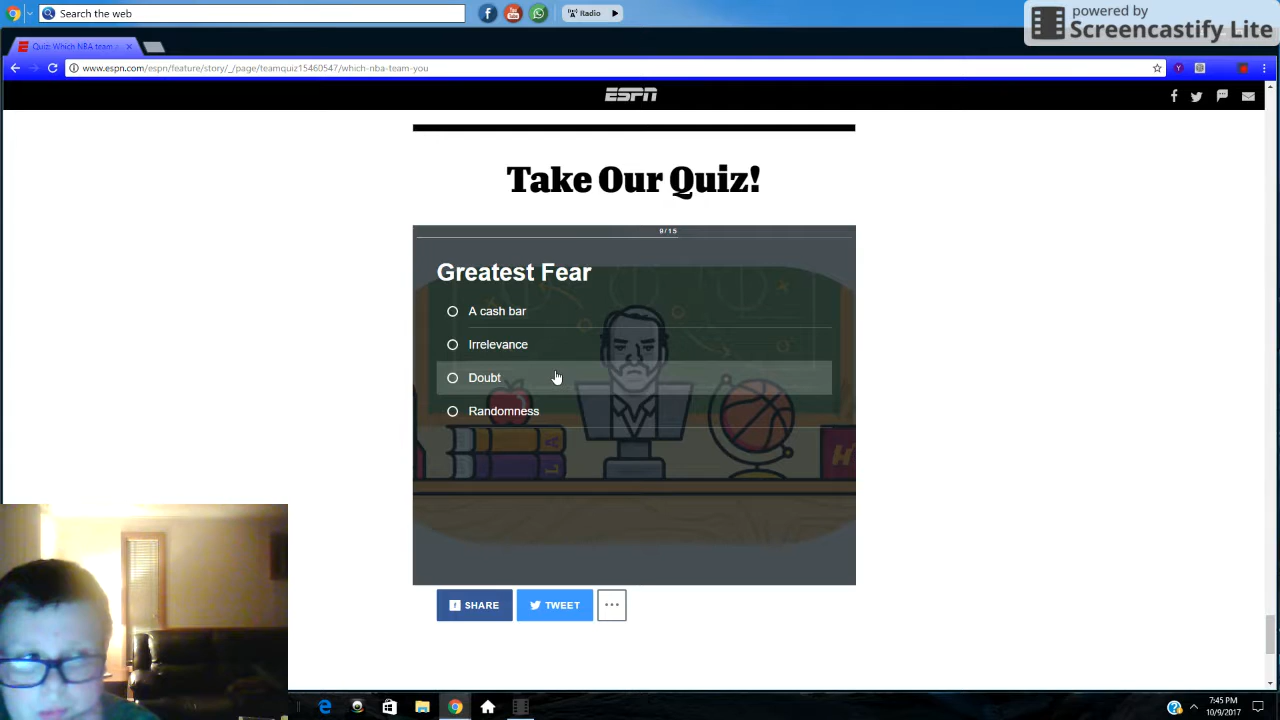 Search the web
Radio
powered by
Screencastify Lite
Quiz: Which NBA team
www.espn.com/espn/feature/story/_/page/teamquiz15460547/which-nba-team-you
ESPN
Take Our Quiz!
9/15
Greatest Fear
A cash bar
Irrelevance
Doubt
Randomness
SHARE
TWEET
7:45 PM
10/9/2017